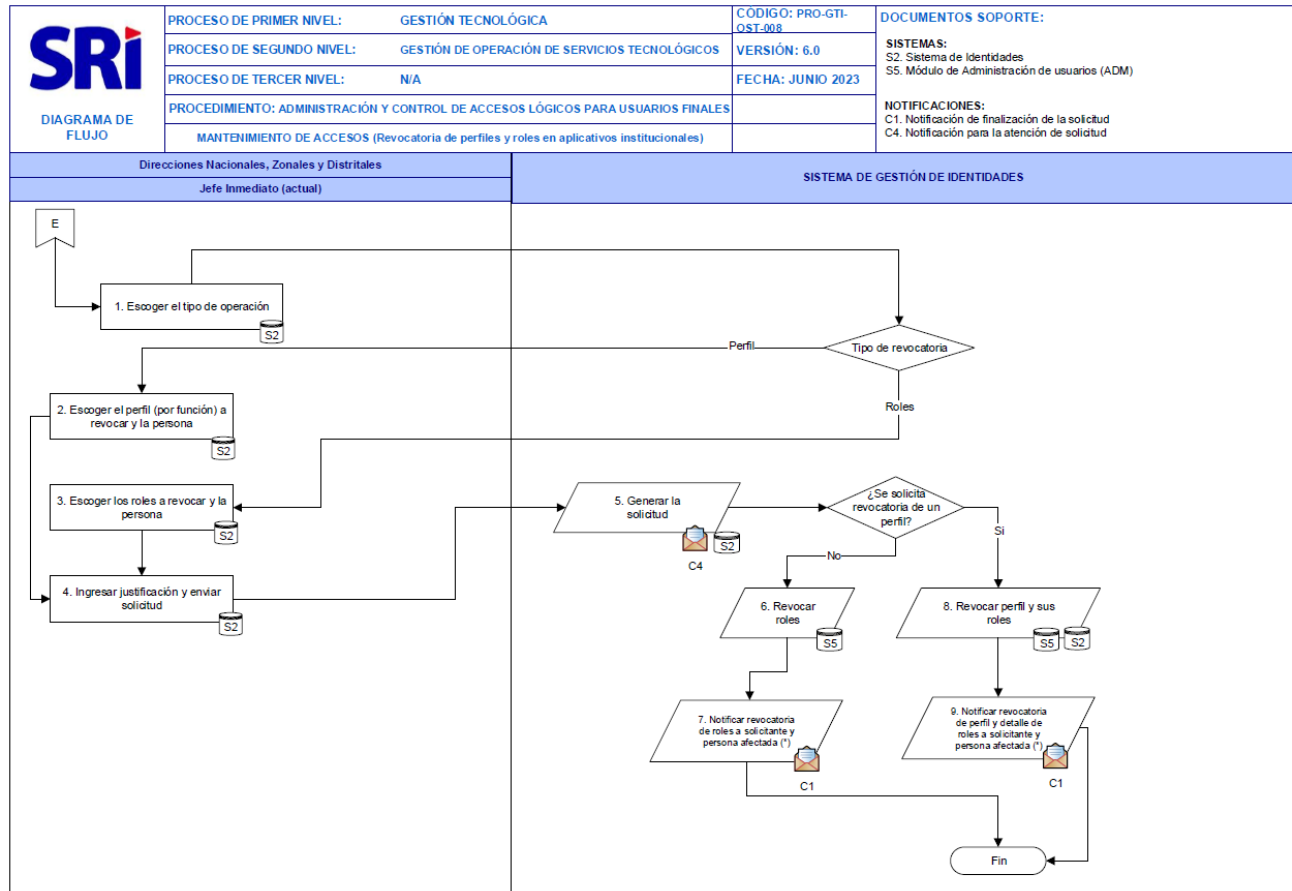 SRi
DIAGRAMA DE
FLUJO
PROCESO DE PRIMER NIVEL: GESTIÓN TECNOLÓGICA
PROCESO DE SEGUNDO NIVEL: GESTIÓN DE OPERACIÓN DE SERVICIOS TECNOLÓGICOS
PROCESO DE TERCER NIVEL: N/A
PROCEDIMIENTO: ADMINISTRACIÓN Y CONTROL DE ACCESOS LÓGICOS PARA USUARIOS FINALES
MANTENIMIENTO DE ACCESOS (Revocatoria de perfiles y roles en aplicativos institucionales)
CÓDIGO: PRO-GTI-
OST-008
VERSIÓN: 6.0
FECHA: JUNIO 2023
DOCUMENTOS SOPORTE:
SISTEMAS:
S2. Sistema de Identidades
S5. Módulo de Administración de usuarios (ADM)
NOTIFICACIONES:
C1. Notificación de finalización de la solicitud
C4. Notificación para la atención de solicitud
Direcciones Nacionales, Zonales y Distritales
Jefe Inmediato (actual)
SISTEMA DE GESTIÓN DE IDENTIDADES
E
1. Escoger el tipo de operación
S2
Tipo de revocatoria
Perfil
Roles
2. Escoger el perfil (por función) a
revocar y la persona
S2
3. Escoger los roles a revocar y la
persona
S2
4. Ingresar justificación y enviar
solicitud
S2
5. Generar la
solicitud
C4
S2
¿Se solicita
revocatoria de un
perfil?
No
Si
6. Revocar
roles
S5
8. Revocar perfil y sus
roles
S5
S2
7. Notificar revocatoria
de roles a solicitante y
persona afectada (*)
C1
9. Notificar revocatoria
de perfil y detalle de
roles a solicitante y
persona afectada (*)
C1
Fin